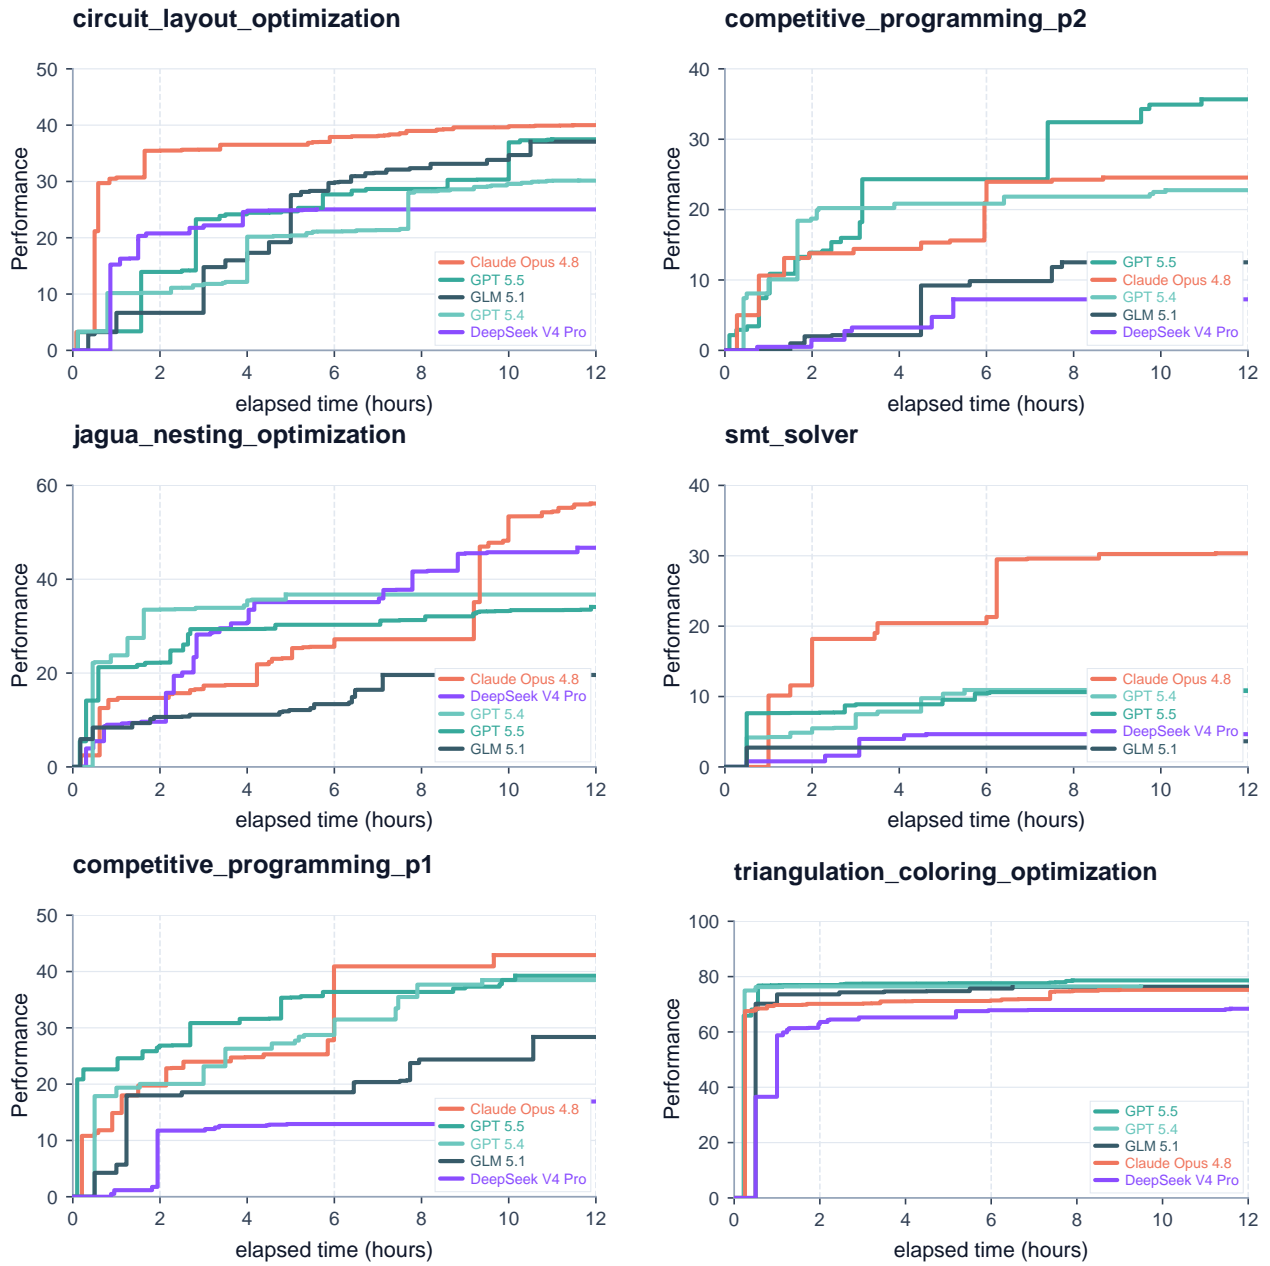 circuit_layout_optimization
50
40
30
20
10
0
Performance
0 2 4 6 8 10 12
elapsed time (hours)
Claude Opus 4.8
GPT 5.5
GLM 5.1
GPT 5.4
DeepSeek V4 Pro
competitive_programming_p2
40
30
20
10
0
Performance
0 2 4 6 8 10 12
elapsed time (hours)
GPT 5.5
Claude Opus 4.8
GPT 5.4
GLM 5.1
DeepSeek V4 Pro
jagua_nesting_optimization
60
40
20
0
Performance
0 2 4 6 8 10 12
elapsed time (hours)
Claude Opus 4.8
DeepSeek V4 Pro
GPT 5.4
GPT 5.5
GLM 5.1
smt_solver
40
30
20
10
0
Performance
0 2 4 6 8 10 12
elapsed time (hours)
Claude Opus 4.8
GPT 5.4
GPT 5.5
DeepSeek V4 Pro
GLM 5.1
competitive_programming_p1
50
40
30
20
10
0
Performance
0 2 4 6 8 10 12
elapsed time (hours)
Claude Opus 4.8
GPT 5.5
GPT 5.4
GLM 5.1
DeepSeek V4 Pro
triangulation_coloring_optimization
100
80
60
40
20
0
Performance
0 2 4 6 8 10 12
elapsed time (hours)
GPT 5.5
GPT 5.4
GLM 5.1
Claude Opus 4.8
DeepSeek V4 Pro